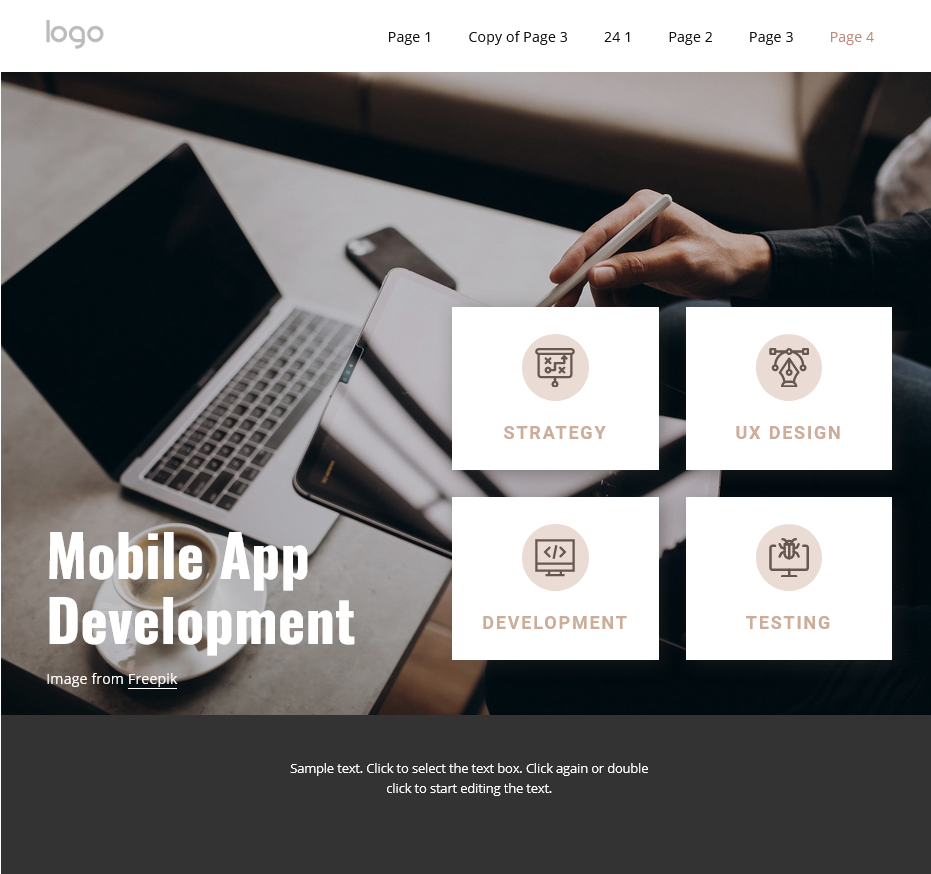 logo
Page 1 Copy of Page 3 24 1 Page 2 Page 3 Page 4
STRATEGY UX DESIGN
DEVELOPMENT TESTING
Mobile App
Development
Image from Freepik
Sample text. Click to select the text box. Click again or double
click to start editing the text.